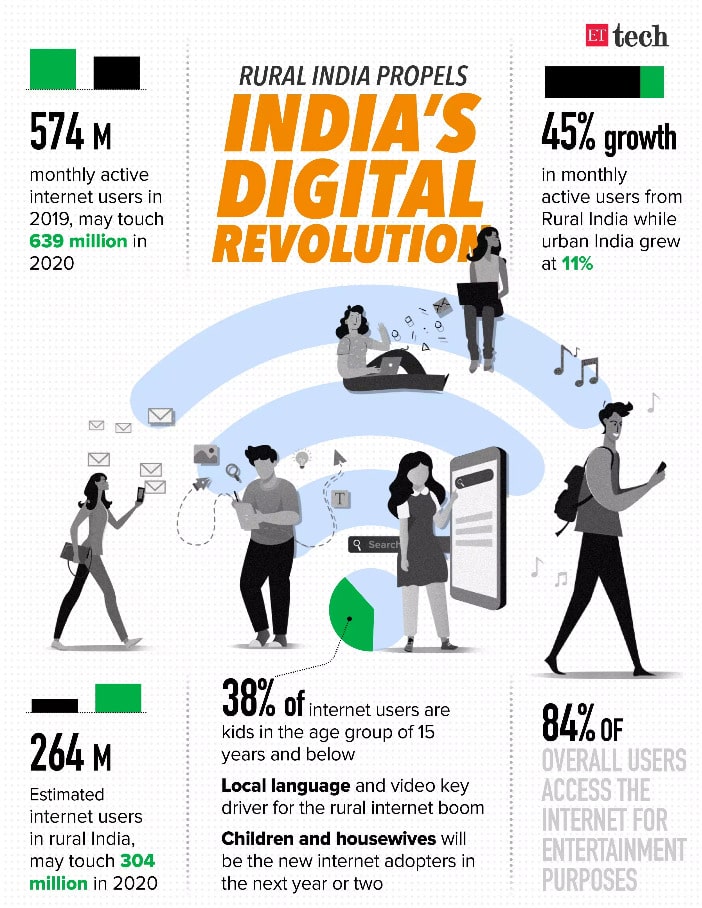 ET tech
RURAL INDIA PROPELS
INDIA'S
DIGITAL
REVOLUTION
574 M
monthly active
internet users in
2019, may touch
639 million in
2020
45% growth
in monthly
active users from
Rural India while
urban India grew
at 11%
T
Search
264 M
Estimated
internet users
in rural India,
may touch 304
million in 2020
38% of internet users are
kids in the age group of 15
years and below
Local language and video key
driver for the rural internet boom
Children and housewives will
be the new internet adopters in
the next year or two
84% OF
OVERALL USERS
ACCESS THE
INTERNET FOR
ENTERTAINMENT
PURPOSES